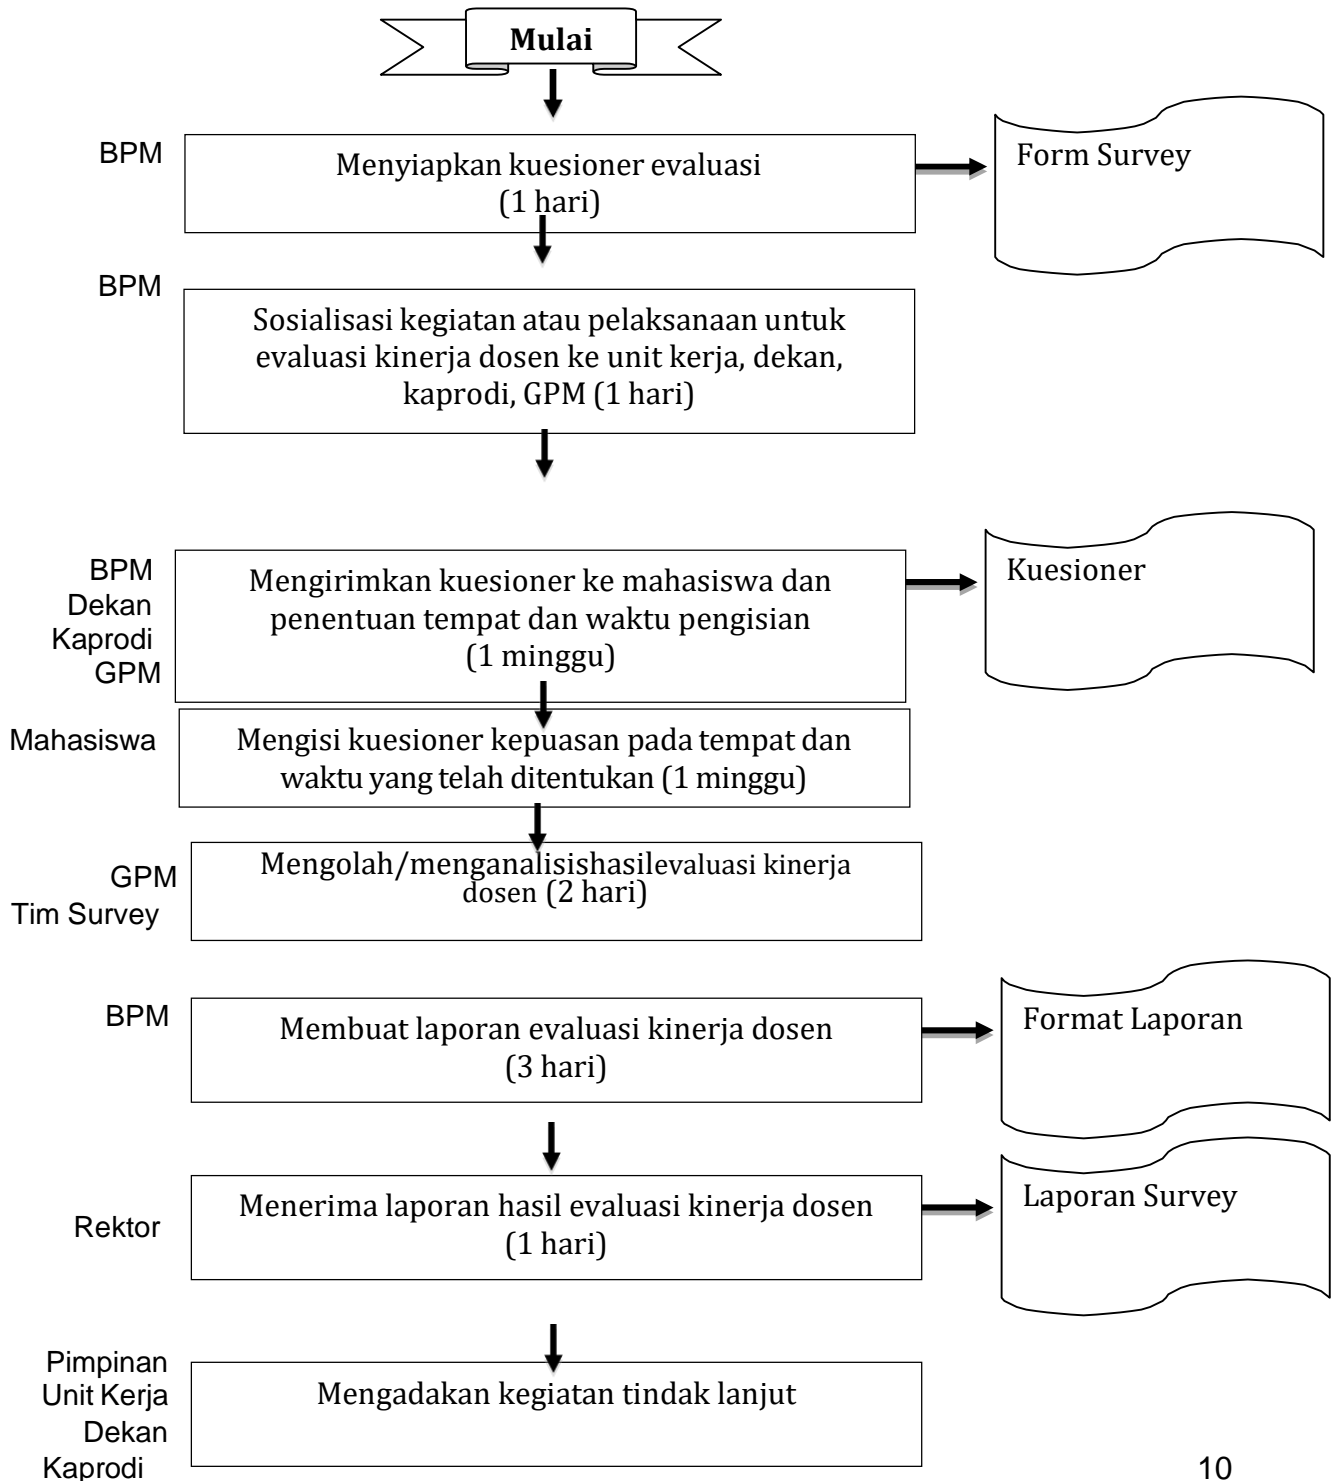 Mulai
BPM
Menyiapkan kuesioner evaluasi
(1 hari)
Form Survey
BPM
Sosialisasi kegiatan atau pelaksanaan untuk
evaluasi kinerja dosen ke unit kerja, dekan,
kaprodi, GPM (1 hari)
BPM
Dekan
Kaprodi
GPM
Mengirimkan kuesioner ke mahasiswa dan
penentuan tempat dan waktu pengisian
(1 minggu)
Kuesioner
Mahasiswa
Mengisi kuesioner kepuasan pada tempat dan
waktu yang telah ditentukan (1 minggu)
GPM
Tim Survey
Mengolah/menganalisishasilevaluasi kinerja
dosen (2 hari)
BPM
Membuat laporan evaluasi kinerja dosen
(3 hari)
Format Laporan
Rektor
Menerima laporan hasil evaluasi kinerja dosen
(1 hari)
Laporan Survey
Pimpinan
Unit Kerja
Dekan
Kaprodi
Mengadakan kegiatan tindak lanjut
10